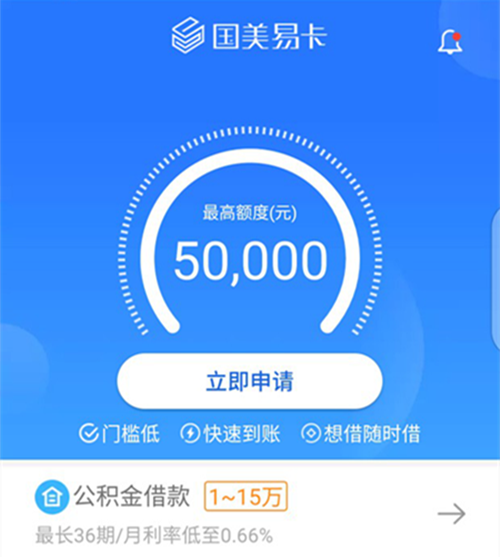 国美易卡
最高额度(元)
50,000
立即申请
门槛低 快速到账 想借随时借
公积金借款 1~15万
最长36期/月利率低至0.66%